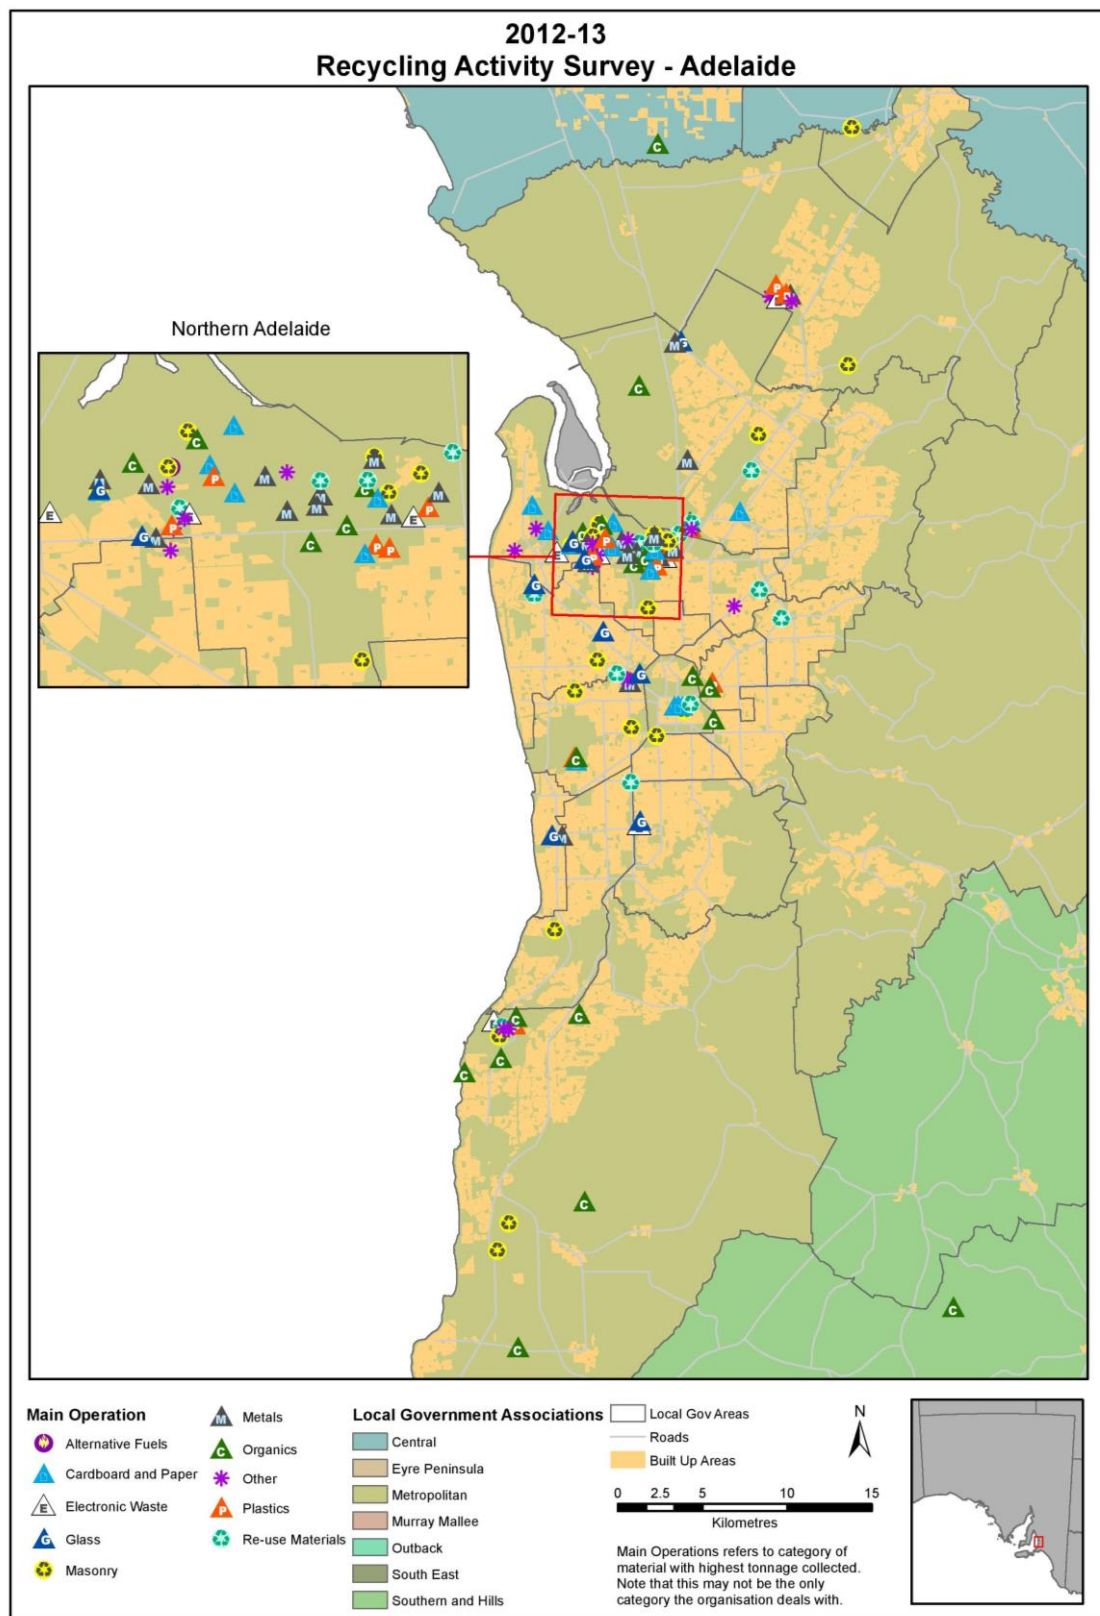 2012-13
Recycling Activity Survey - Adelaide
Northern Adelaide
Main Operation
Alternative Fuels
Cardboard and Paper
Electronic Waste
Glass
Masonry
Metals
Organics
Other
Plastics
Re-use Materials
Local Government Associations
Central
Eyre Peninsula
Metropolitan
Murray Mallee
Outback
South East
Southern and Hills
Local Gov Areas
Roads
Built Up Areas
N
0 2.5 5 10 15
Kilometres
Main Operations refers to category of
material with highest tonnage collected.
Note that this may not be the only
category the organisation deals with.